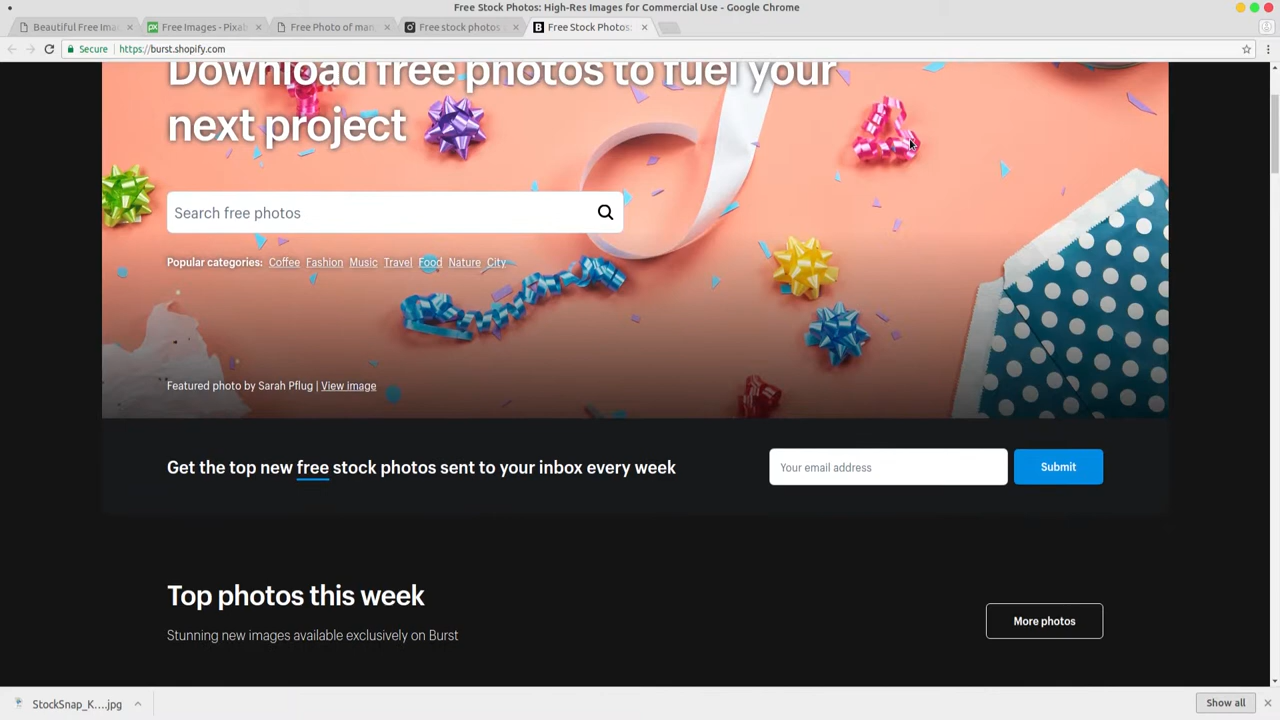 Free Stock Photos: High-Res Images for Commercial Use - Google Chrome
Beautiful Free Ima
Free Images - Pixab
Free Photo of man
Free stock photos
Free Stock Photos:
Secure https://burst.shopify.com
Download free photos to fuel your
next project
Search free photos
Popular categories: Coffee Fashion Music Travel Food Nature City
Featured photo by Sarah Pflug | View image
Get the top new free stock photos sent to your inbox every week
Your email address
Submit
Top photos this week
Stunning new images available exclusively on Burst
More photos
StockSnap_K....jpg
Show all